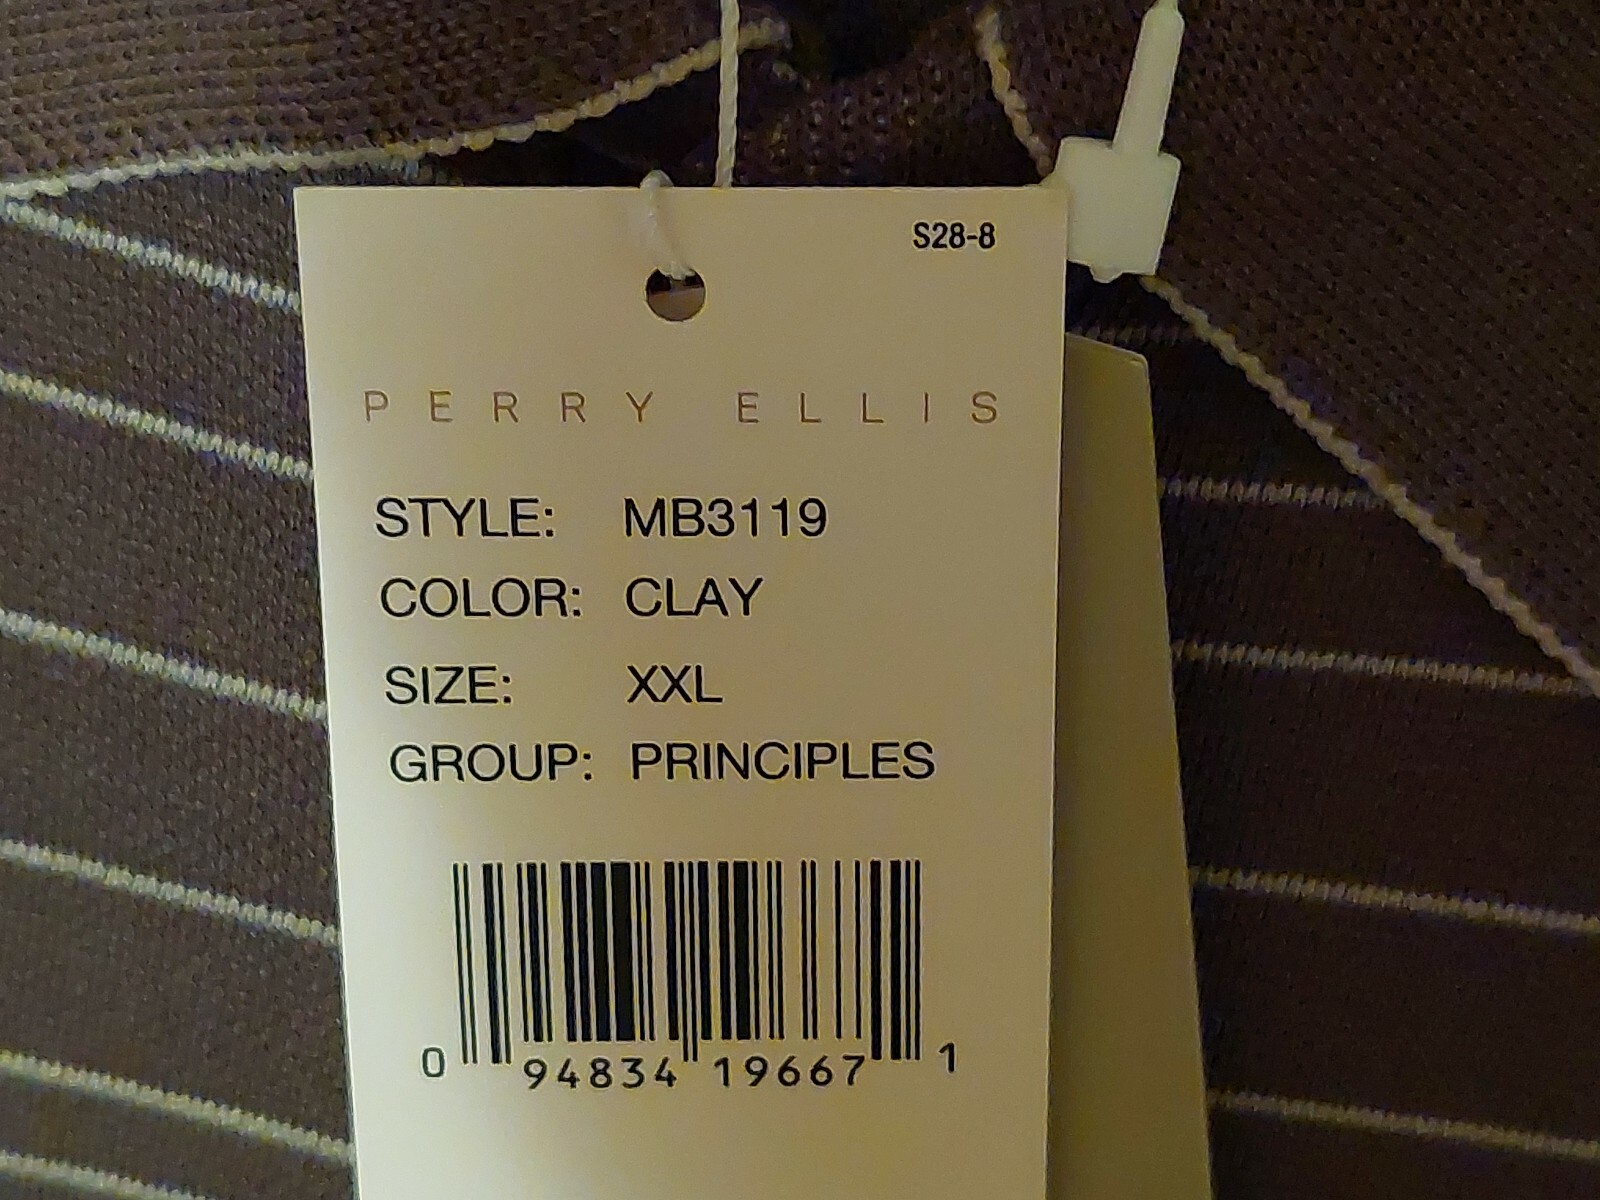 S28-8
PERRY ELLIS
STYLE: MB3119
COLOR: CLAY
SIZE: XXL
GROUP: PRINCIPLES
0 94834 19667 1